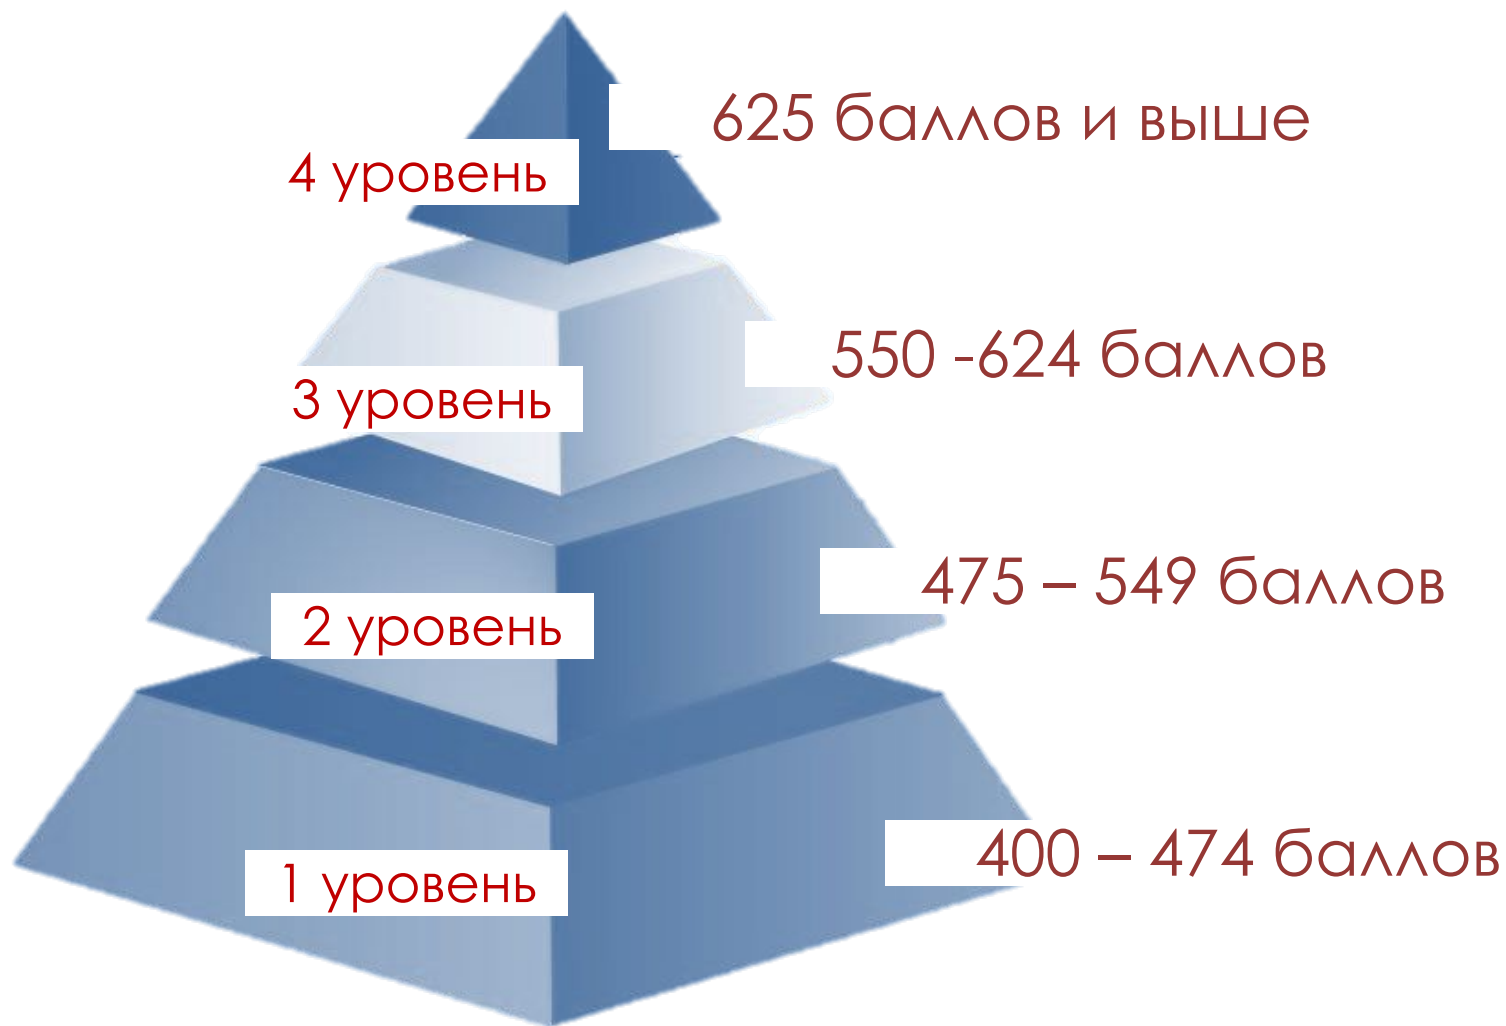 625 баллов и выше
4 уровень
550 -624 баллов
3 уровень
475 – 549 баллов
2 уровень
400 – 474 баллов
1 уровень